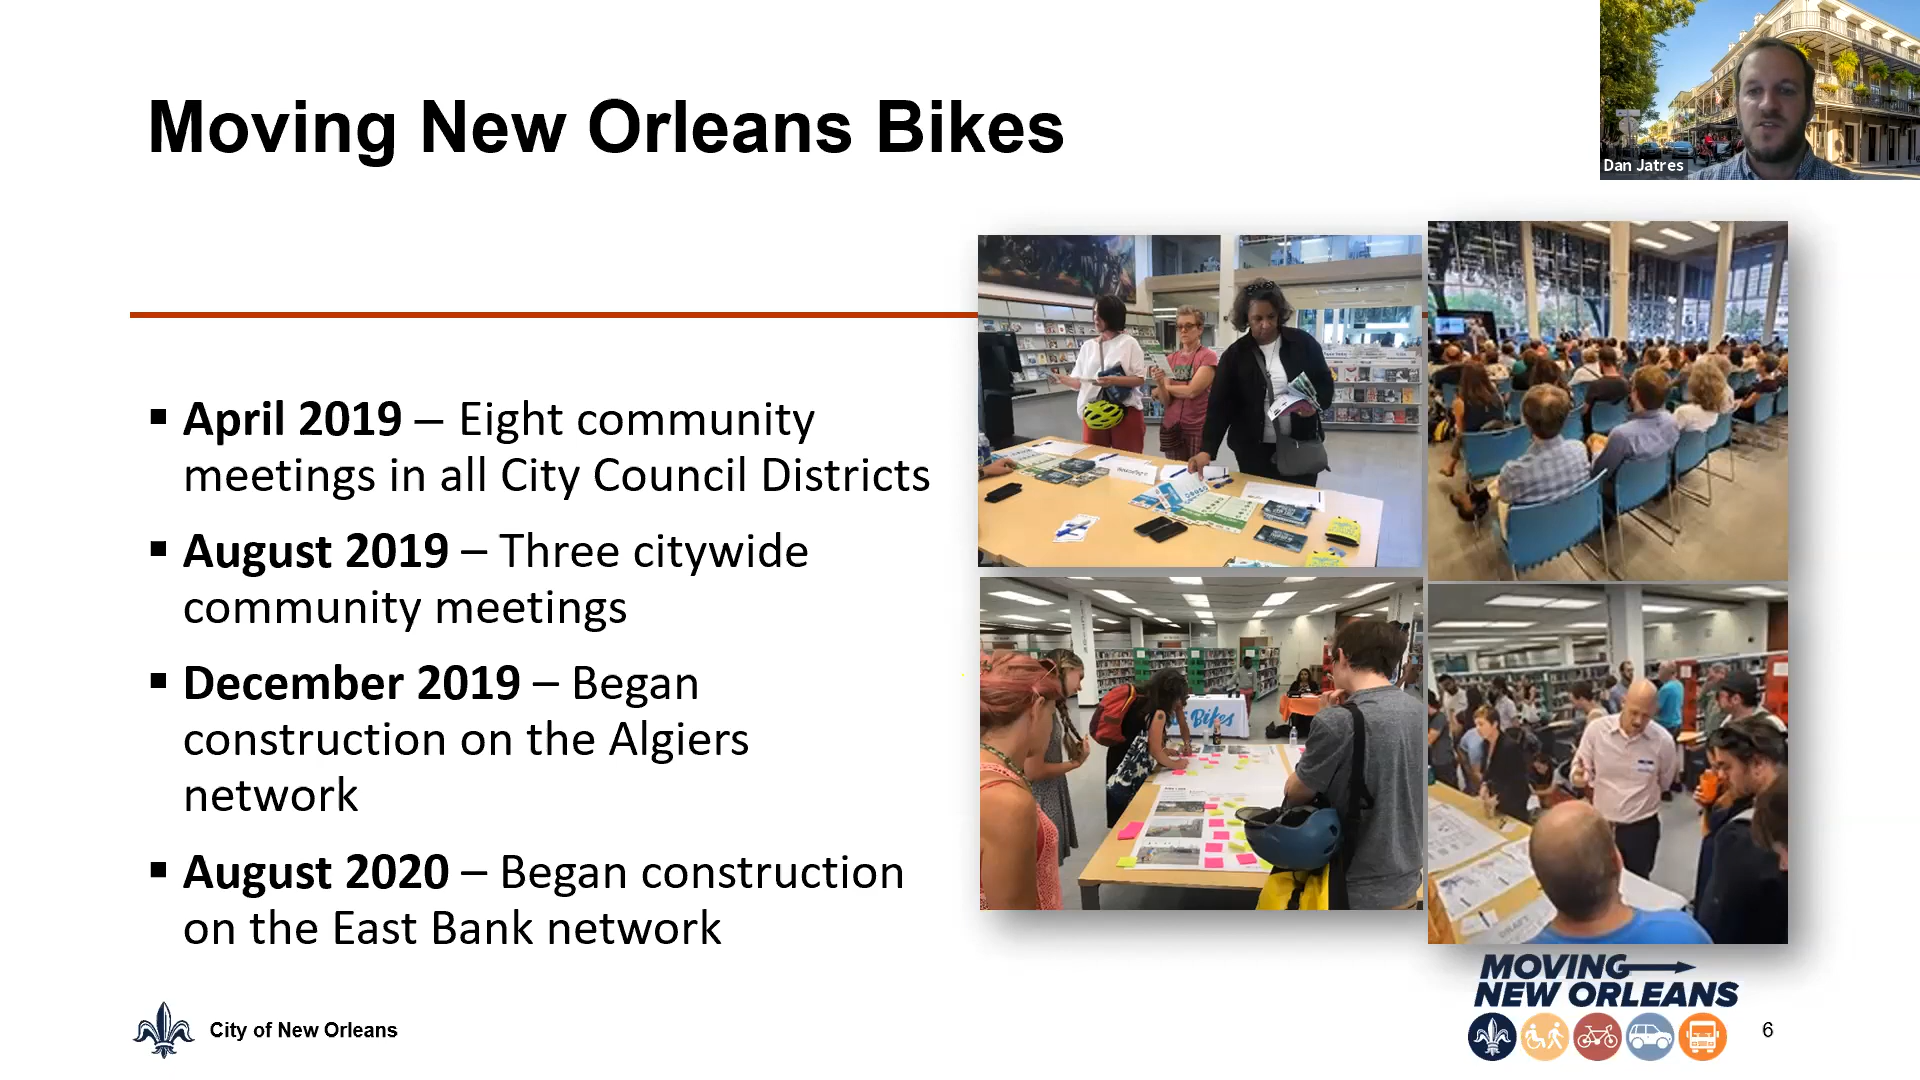 Moving New Orleans Bikes
Dan Jatres
▪ April 2019 – Eight community
meetings in all City Council Districts
▪ August 2019 – Three citywide
community meetings
▪ December 2019 – Began
construction on the Algiers
network
▪ August 2020 – Began construction
on the East Bank network
Bikes
MOVING
NEW ORLEANS
City of New Orleans
6